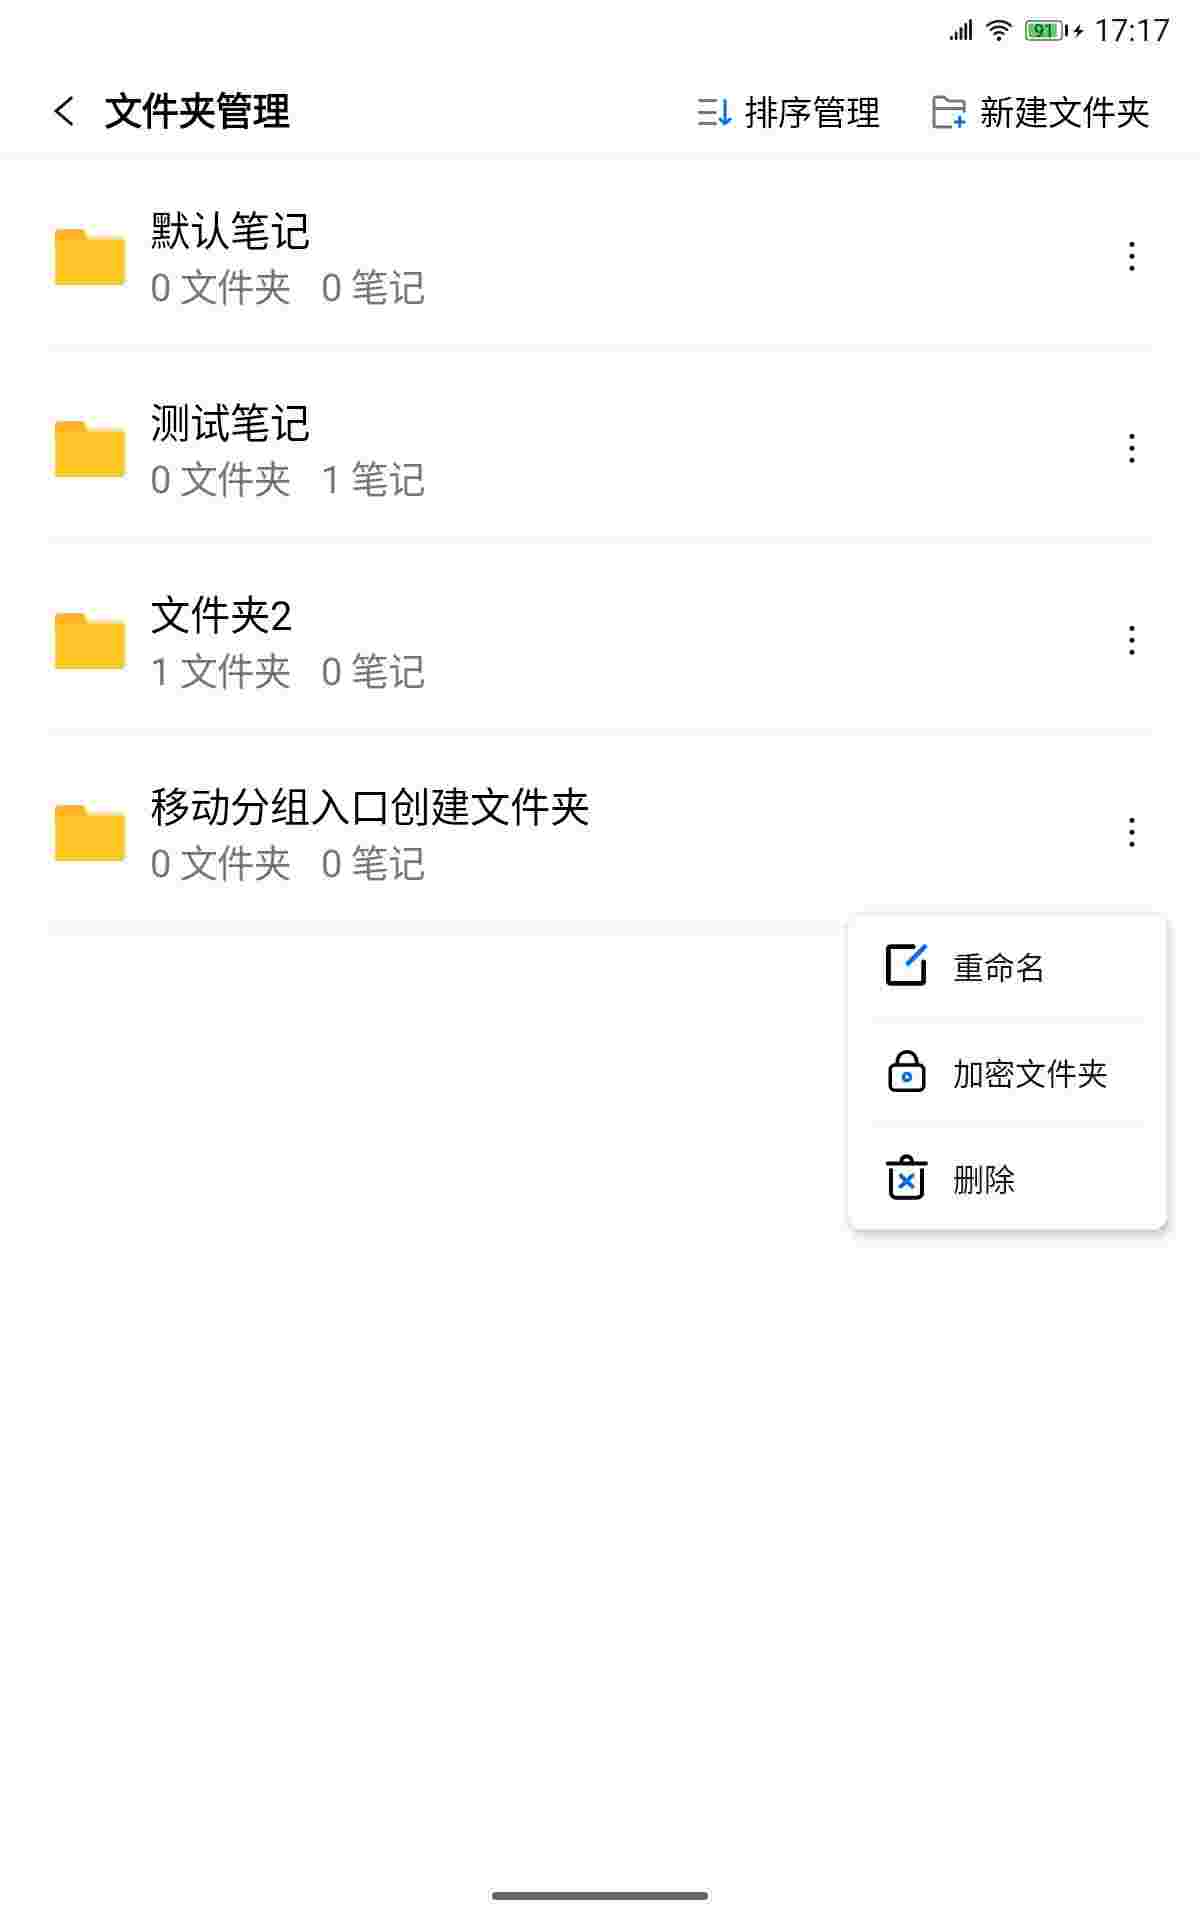 91 17:17
文件夹管理 排序管理 新建文件夹
默认笔记
0 文件夹 0 笔记
测试笔记
0 文件夹 1 笔记
文件夹2
1 文件夹 0 笔记
移动分组入口创建文件夹
0 文件夹 0 笔记
重命名
加密文件夹
删除